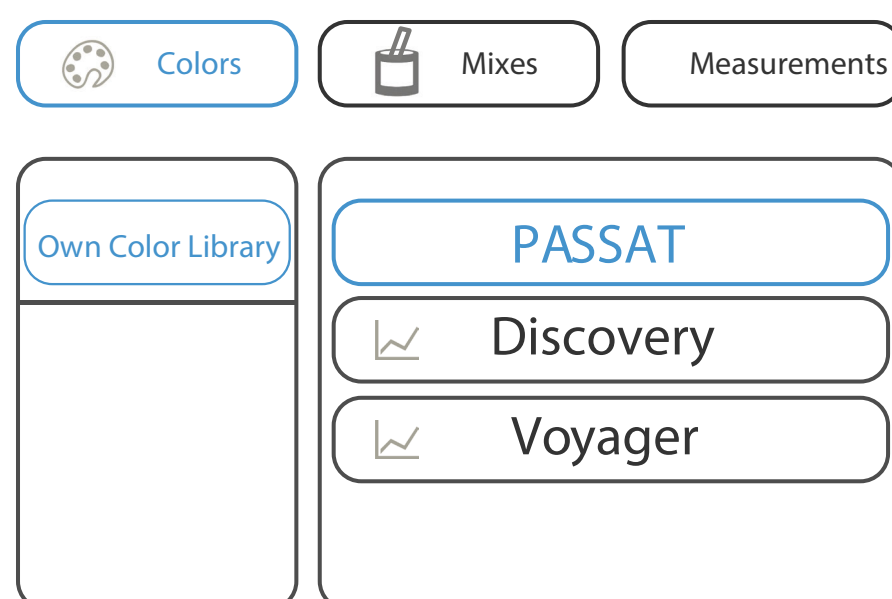 Colors
Mixes
Measurements
Own Color Library
PASSAT
Discovery
Voyager